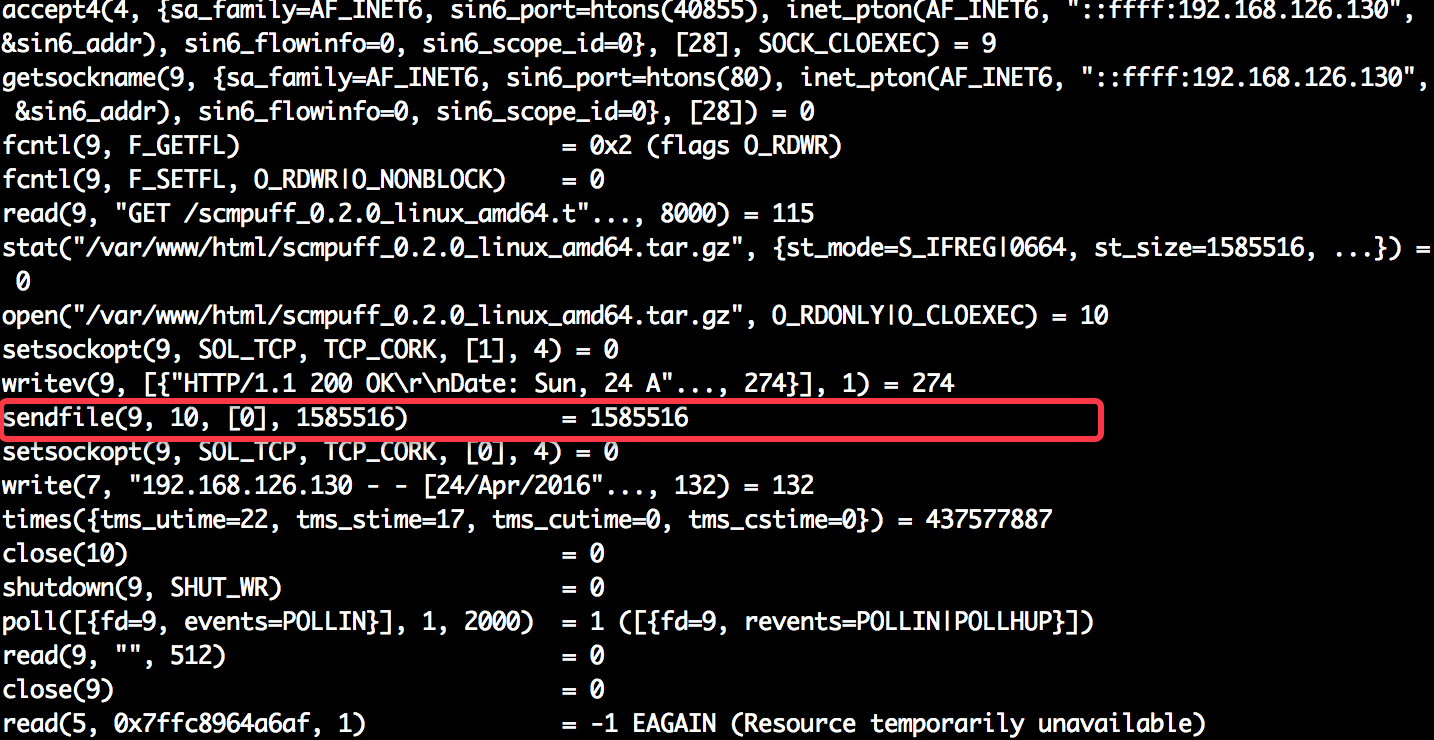 accept4(4, {sa_family=AF_INET6, sin6_port=htons(40855), inet_pton(AF_INET6, "::ffff:192.168.126.130",
&sin6_addr), sin6_flowinfo=0, sin6_scope_id=0}, [28], SOCK_CLOEXEC) = 9
getsockname(9, {sa_family=AF_INET6, sin6_port=htons(80), inet_pton(AF_INET6, "::ffff:192.168.126.130",
 &sin6_addr), sin6_flowinfo=0, sin6_scope_id=0}, [28]) = 0
fcntl(9, F_GETFL)                       = 0x2 (flags O_RDWR)
fcntl(9, F_SETFL, O_RDWR|O_NONBLOCK)    = 0
read(9, "GET /scmpuff_0.2.0_linux_amd64.t"..., 8000) = 115
stat("/var/www/html/scmpuff_0.2.0_linux_amd64.tar.gz", {st_mode=S_IFREG|0664, st_size=1585516, ...}) =
 0
open("/var/www/html/scmpuff_0.2.0_linux_amd64.tar.gz", O_RDONLY|O_CLOEXEC) = 10
setsockopt(9, SOL_TCP, TCP_CORK, [1], 4) = 0
writev(9, [{"HTTP/1.1 200 OK\r\nDate: Sun, 24 A"..., 274}], 1) = 274
sendfile(9, 10, [0], 1585516)           = 1585516
setsockopt(9, SOL_TCP, TCP_CORK, [0], 4) = 0
write(7, "192.168.126.130 - - [24/Apr/2016"..., 132) = 132
times({tms_utime=22, tms_stime=17, tms_cutime=0, tms_cstime=0}) = 437577887
close(10)                               = 0
shutdown(9, SHUT_WR)                    = 0
poll([{fd=9, events=POLLIN}], 1, 2000)  = 1 ([{fd=9, revents=POLLIN|POLLHUP}])
read(9, "", 512)                        = 0
close(9)                                = 0
read(5, 0x7ffc8964a6af, 1)              = -1 EAGAIN (Resource temporarily unavailable)